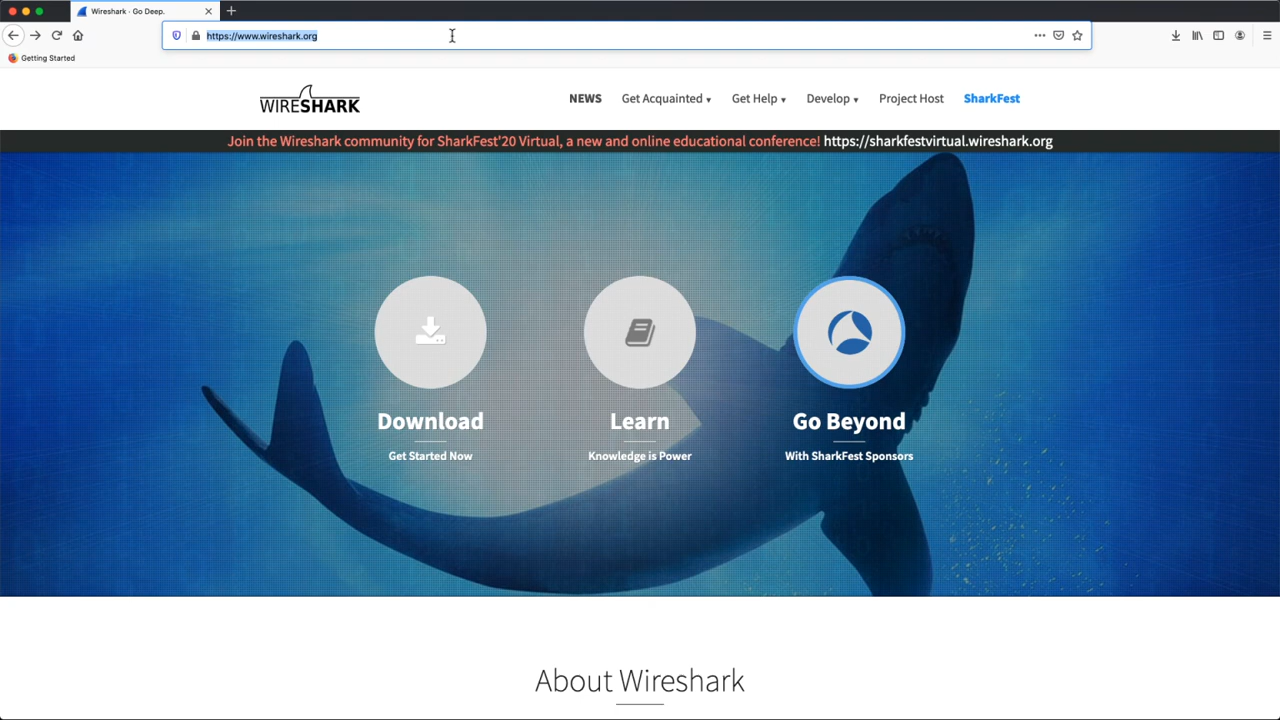 Wireshark · Go Deep.
https://www.wireshark.org
Getting Started
WIRESHARK
NEWS
Get Acquainted ▾
Get Help ▾
Develop ▾
Project Host
SharkFest
Join the Wireshark community for SharkFest'20 Virtual, a new and online educational conference! https://sharkfestvirtual.wireshark.org
Download
Learn
Go Beyond
Get Started Now
Knowledge is Power
With SharkFest Sponsors
About Wireshark